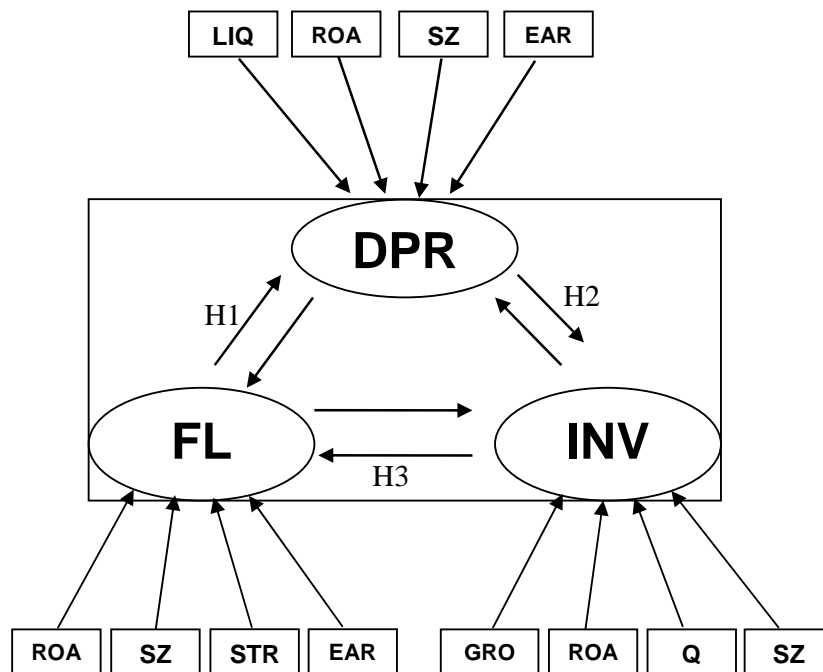 LIQ ROA SZ EAR
DPR
H1 H2
FL INV
H3
ROA SZ STR EAR GRO ROA Q SZ